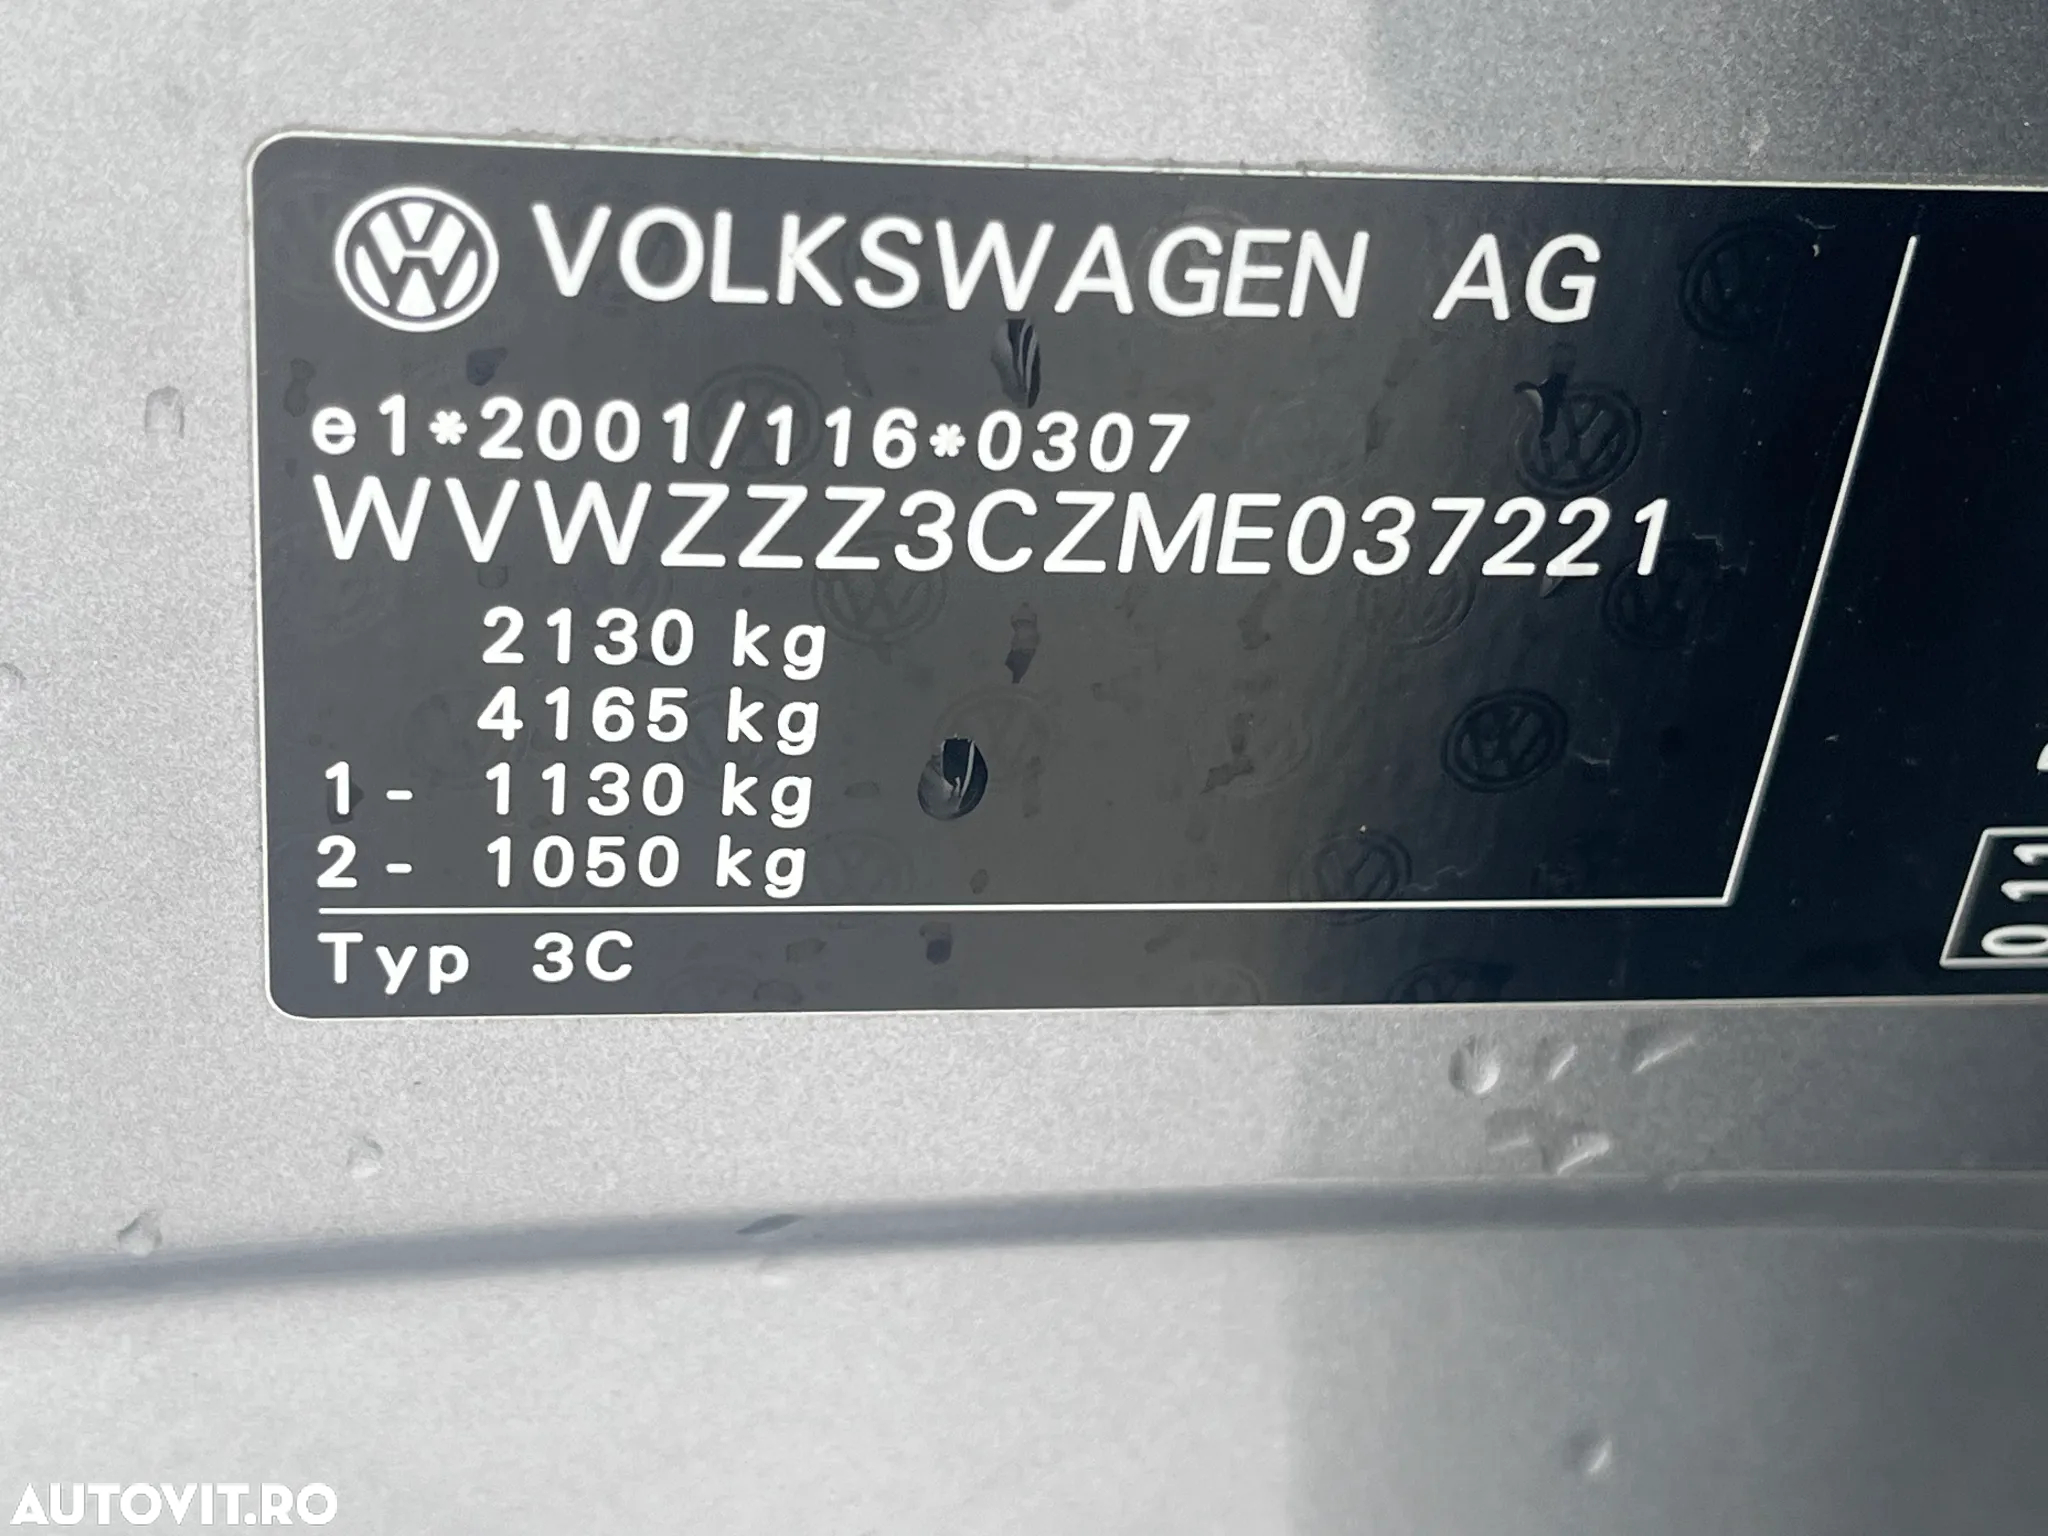 VOLKSWAGEN AG
e1*2001/116*0307
WVWZZZ3CZME037221
2130 kg
4165 kg
1- 1130 kg
2- 1050 kg
Typ 3C
011
AUTOVIT.RO